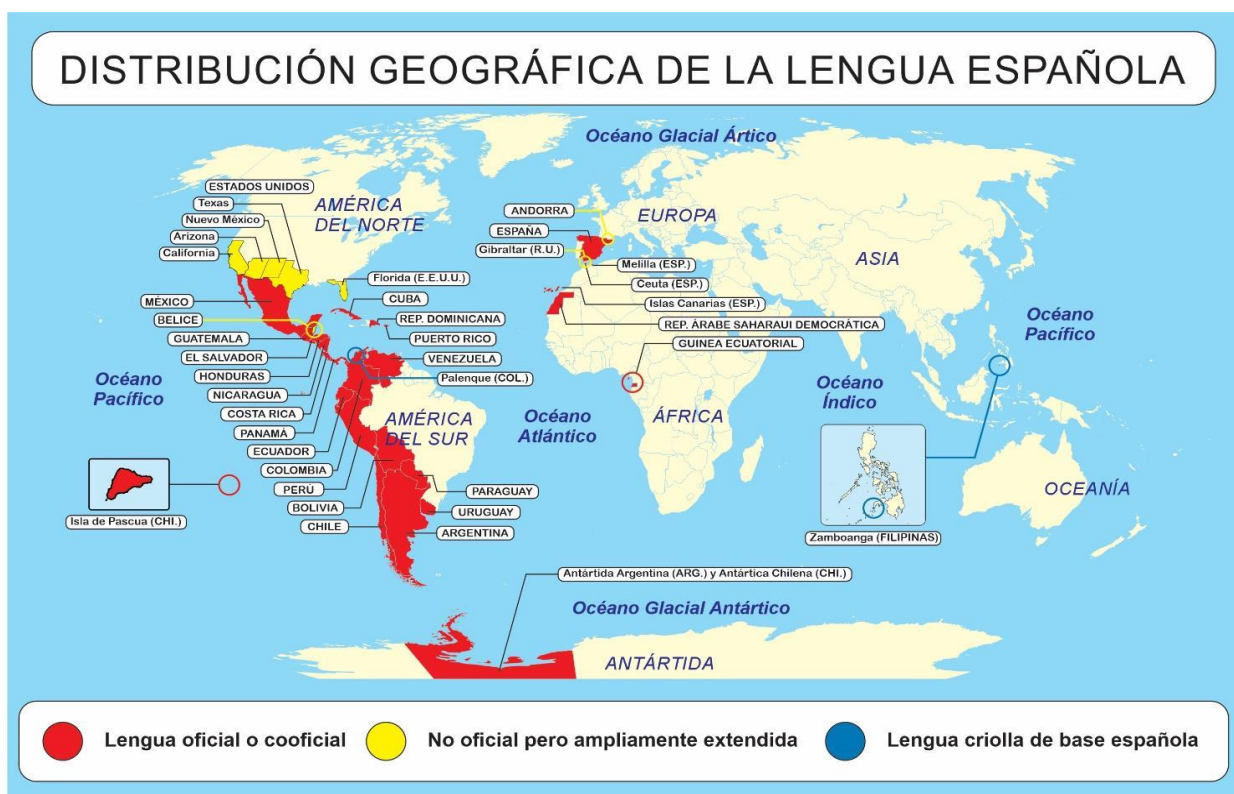 DISTRIBUCIÓN GEOGRÁFICA DE LA LENGUA ESPAÑOLA
Océano Glacial Ártico
ESTADOS UNIDOS
Texas
Nuevo México
Arizona
California
AMÉRICA
DEL NORTE
Florida (E.E.U.U.)
MÉXICO
BELICE
GUATEMALA
EL SALVADOR
HONDURAS
NICARAGUA
COSTA RICA
PANAMÁ
ECUADOR
COLOMBIA
PERÚ
BOLIVIA
CHILE
CUBA
REP. DOMINICANA
PUERTO RICO
VENEZUELA
Palenque (COL.)
AMÉRICA
DEL SUR
PARAGUAY
URUGUAY
ARGENTINA
Océano
Pacífico
Isla de Pascua (CHI.)
Océano
Atlántico
ANDORRA
ESPAÑA
Gibraltar (R.U.)
EUROPA
Melilla (ESP.)
Ceuta (ESP.)
Islas Canarias (ESP.)
REP. ÁRABE SAHARAUI DEMOCRÁTICA
GUINEA ECUATORIAL
ÁFRICA
ASIA
Océano
Pacífico
Océano
Índico
Zamboanga (FILIPINAS)
OCEANÍA
Antártida Argentina (ARG.) y Antártica Chilena (CHI.)
Océano Glacial Antártico
ANTÁRTIDA
Lengua oficial o cooficial
No oficial pero ampliamente extendida
Lengua criolla de base española